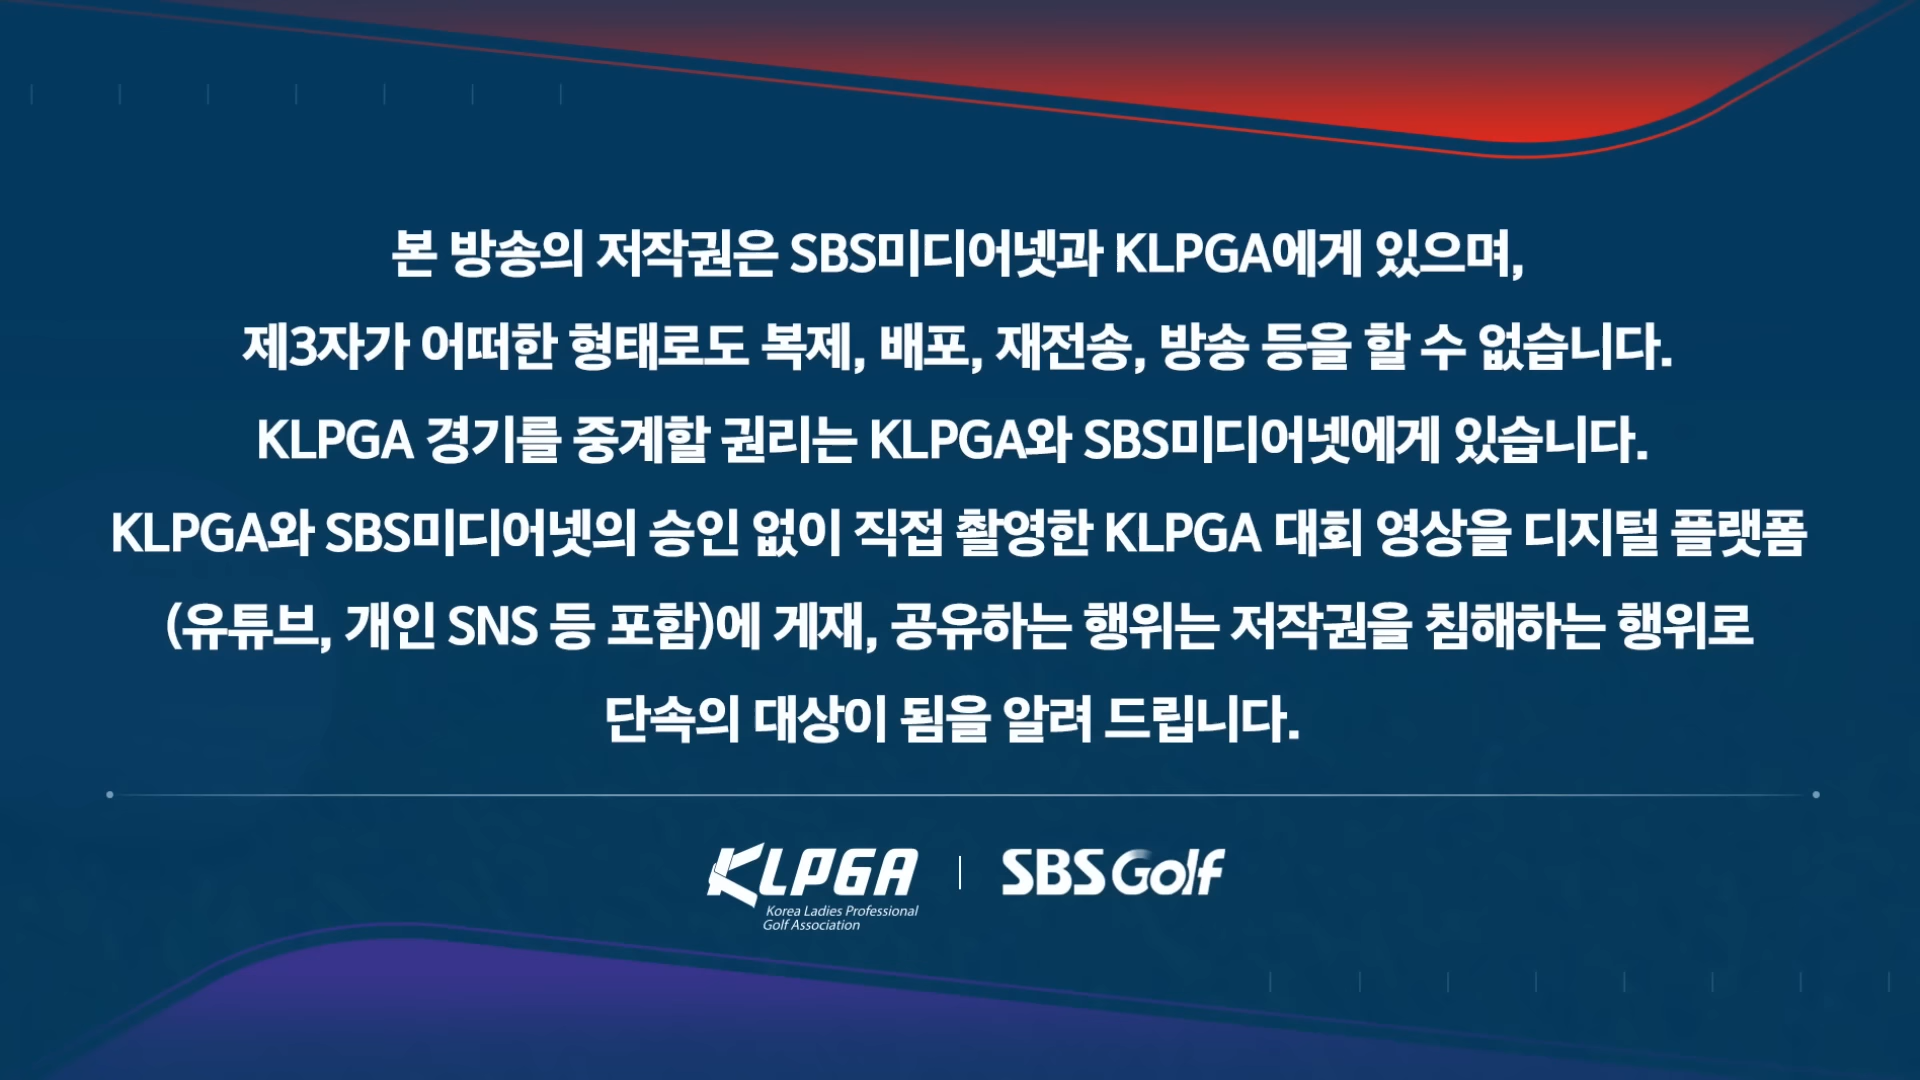 본 방송의 저작권은 SBS미디어넷과 KLPGA에게 있으며,
제3자가 어떠한 형태로도 복제, 배포, 재전송, 방송 등을 할 수 없습니다.
KLPGA 경기를 중계할 권리는 KLPGA와 SBS미디어넷에게 있습니다.
KLPGA와 SBS미디어넷의 승인 없이 직접 촬영한 KLPGA 대회 영상을 디지털 플랫폼
(유튜브, 개인 SNS 등 포함)에 게재, 공유하는 행위는 저작권을 침해하는 행위로
단속의 대상이 됨을 알려 드립니다.
KLPGA
Korea Ladies Professional
Golf Association
SBS Golf